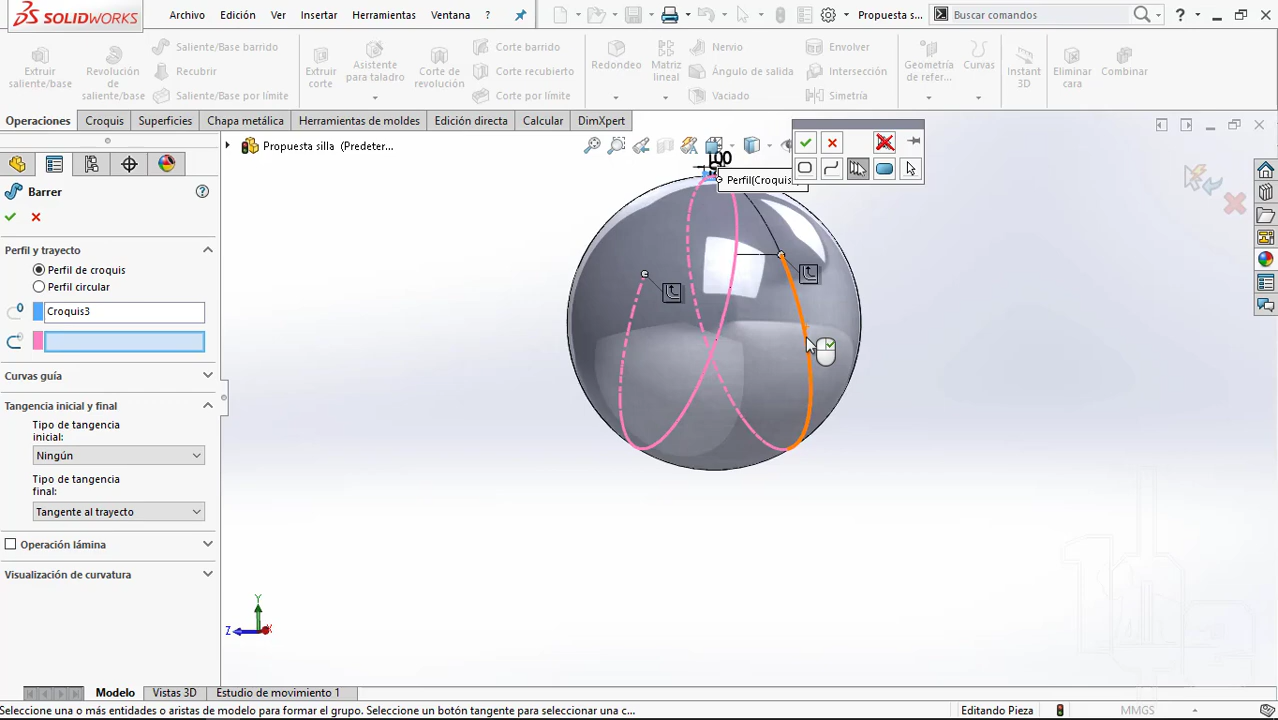 SOLIDWORKS
Archivo Edición Ver Insertar Herramientas Ventana ?
Propuesta s...
Buscar comandos
?
Extruir saliente/base
Revolución de saliente/base
Saliente/Base barrido
Recubrir
Saliente/Base por límite
Extruir corte
Asistente para taladro
Corte de revolución
Corte barrido
Corte recubierto
Corte por límite
Redondeo
Matriz lineal
Nervio
Ángulo de salida
Vaciado
Envolver
Intersección
Simetría
Geometría de refer...
Curvas
Instant 3D
Eliminar cara
Combinar
Operaciones Croquis Superficies Chapa metálica Herramientas de moldes Edición directa Calcular DimXpert
Propuesta silla (Predeter...
Barrer
?
Perfil y trayecto
Perfil de croquis
Perfil circular
Croquis3
Curvas guía
Tangencia inicial y final
Tipo de tangencia
inicial:
Ningún
Tipo de tangencia
final:
Tangente al trayecto
Operación lámina
Visualización de curvatura
Perfil(Croquis
Y
Z
X
Modelo Vistas 3D Estudio de movimiento 1
Seleccione una o más entidades o aristas de modelo para formar el grupo. Seleccione un botón tangente para seleccionar una c...
Editando Pieza
MMGS